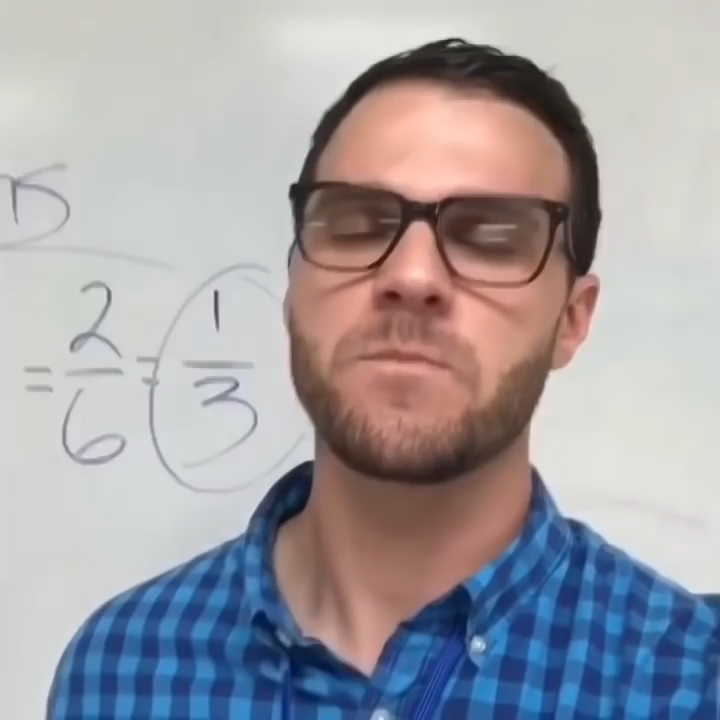 = 2/6 = 1/3